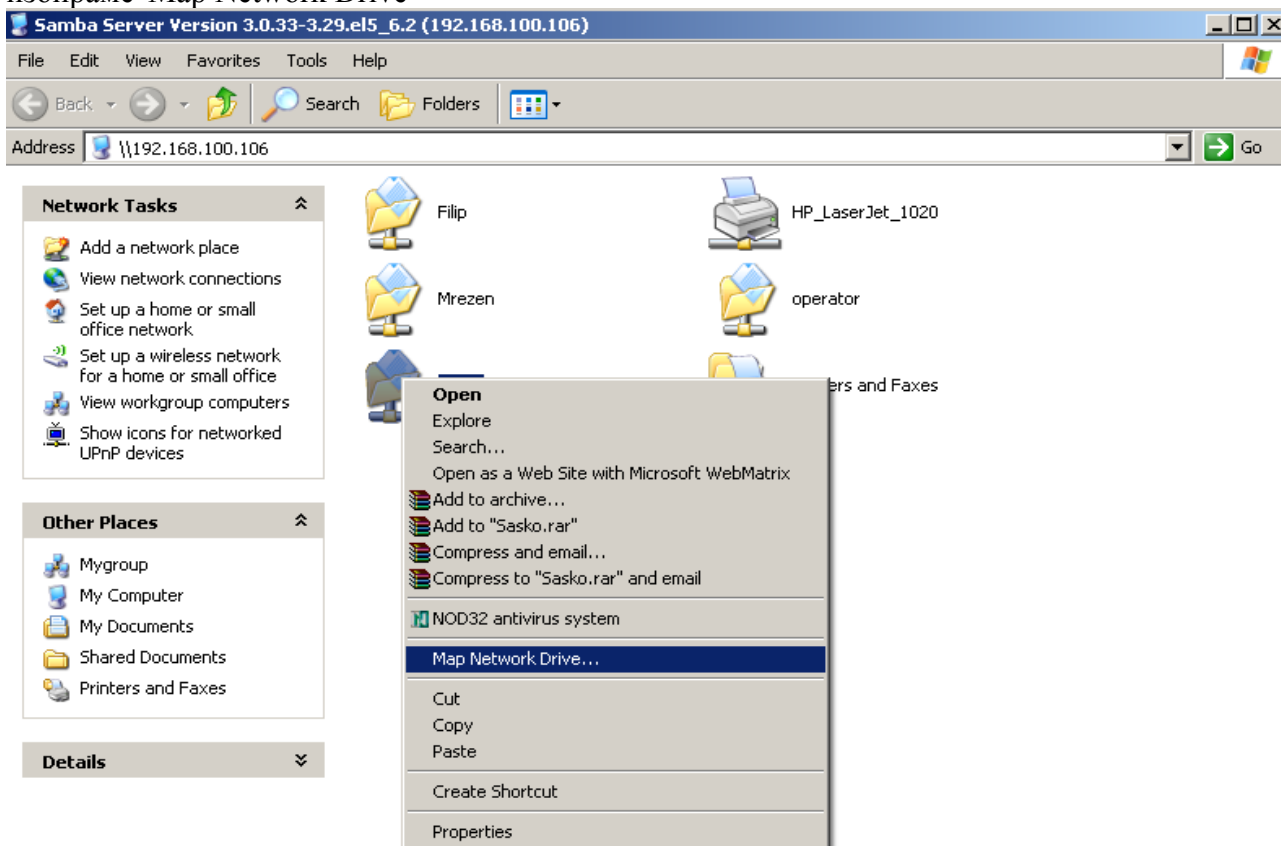 избираме Map Network Drive
Samba Server Version 3.0.33-3.29.el5_6.2 (192.168.100.106)
File Edit View Favorites Tools Help
Back Search Folders
Address \\192.168.100.106 Go
Network Tasks
Add a network place
View network connections
Set up a home or small
office network
Set up a wireless network
for a home or small office
View workgroup computers
Show icons for networked
UPnP devices
Other Places
Mygroup
My Computer
My Documents
Shared Documents
Printers and Faxes
Details
Filip
HP_LaserJet_1020
Mrezen
operator
ers and Faxes
Open
Explore
Search...
Open as a Web Site with Microsoft WebMatrix
Add to archive...
Add to "Sasko.rar"
Compress and email...
Compress to "Sasko.rar" and email
NOD32 antivirus system
Map Network Drive...
Cut
Copy
Paste
Create Shortcut
Properties